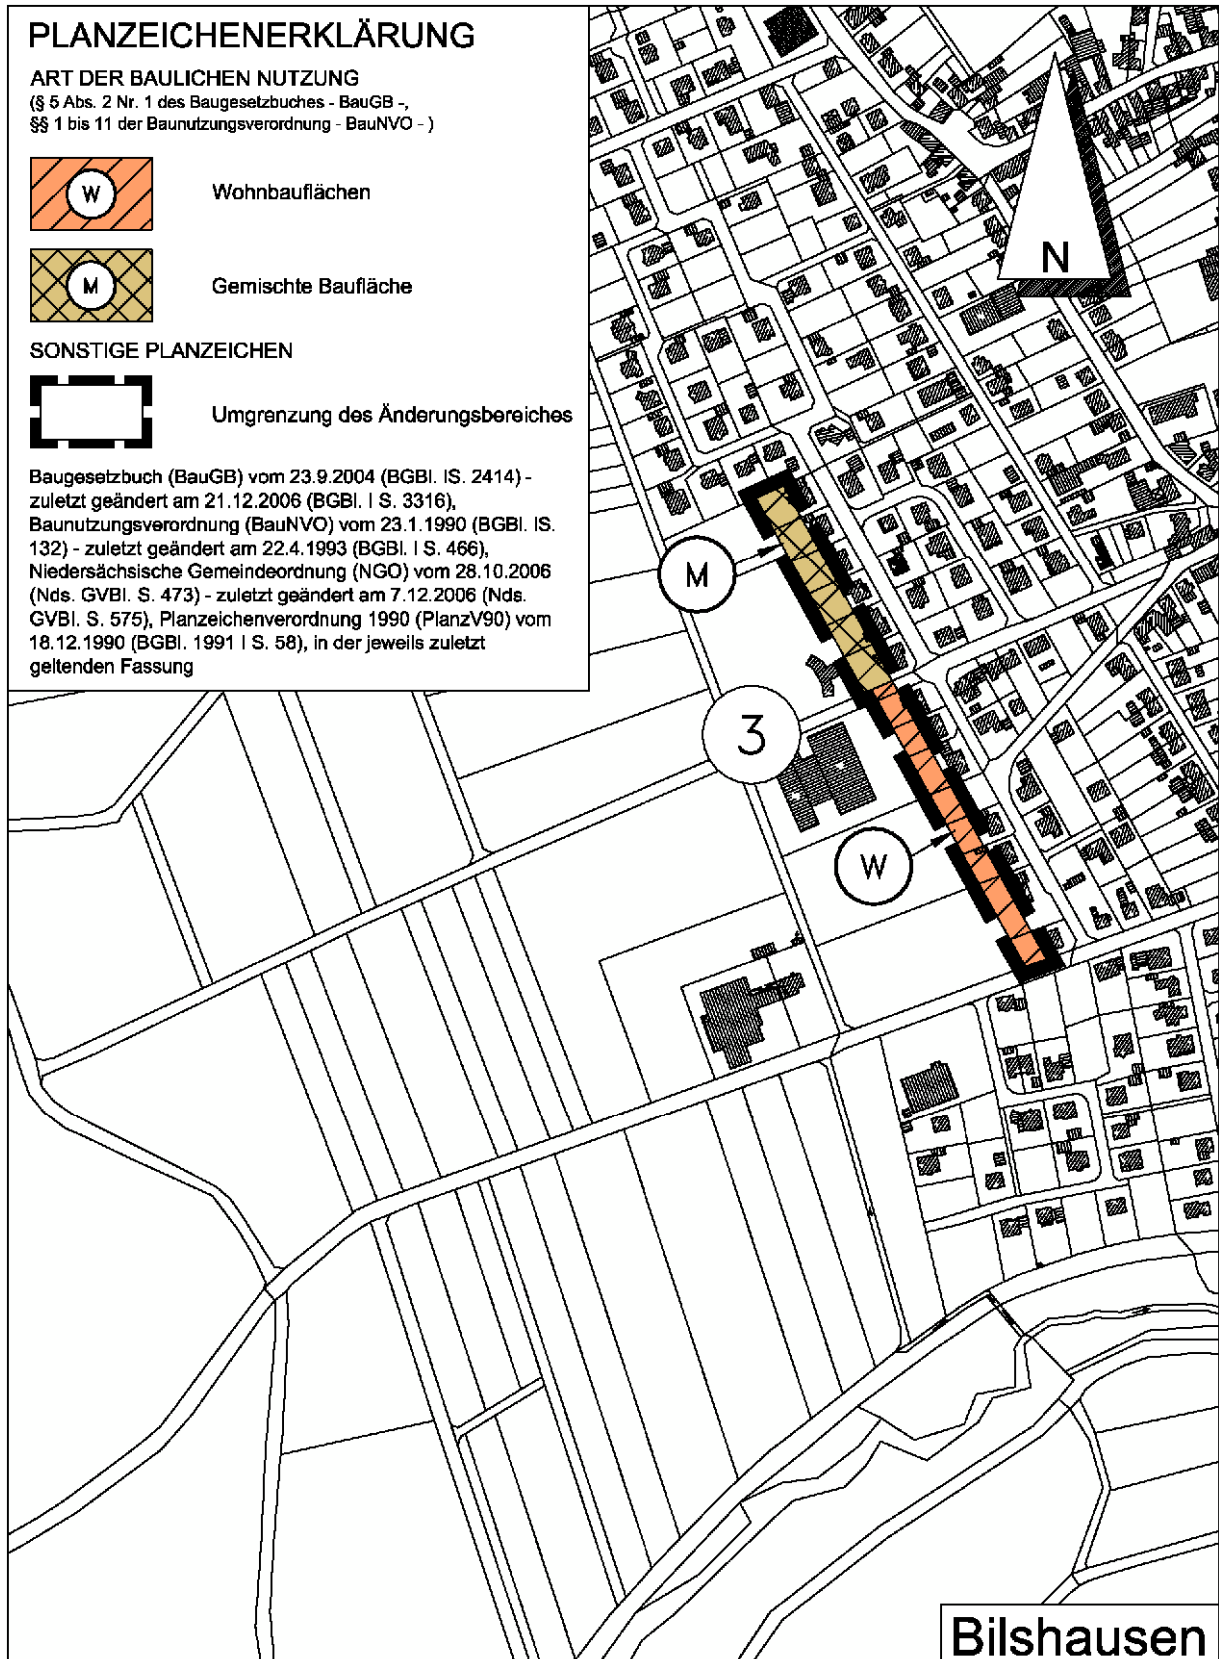 PLANZEICHENERKLÄRUNG
ART DER BAULICHEN NUTZUNG
(§ 5 Abs. 2 Nr. 1 des Baugesetzbuches - BauGB -,
§§ 1 bis 11 der Baunutzungsverordnung - BauNVO - )
W
Wohnbauflächen
M
Gemischte Baufläche
SONSTIGE PLANZEICHEN
Umgrenzung des Änderungsbereiches
Baugesetzbuch (BauGB) vom 23.9.2004 (BGBl. IS. 2414) -
zuletzt geändert am 21.12.2006 (BGBl. I S. 3316),
Baunutzungsverordnung (BauNVO) vom 23.1.1990 (BGBl. IS.
132) - zuletzt geändert am 22.4.1993 (BGBl. I S. 466),
Niedersächsische Gemeindeordnung (NGO) vom 28.10.2006
(Nds. GVBl. S. 473) - zuletzt geändert am 7.12.2006 (Nds.
GVBl. S. 575), Planzeichenverordnung 1990 (PlanzV90) vom
18.12.1990 (BGBl. 1991 I S. 58), in der jeweils zuletzt
geltenden Fassung
N
M
3
W
Bilshausen